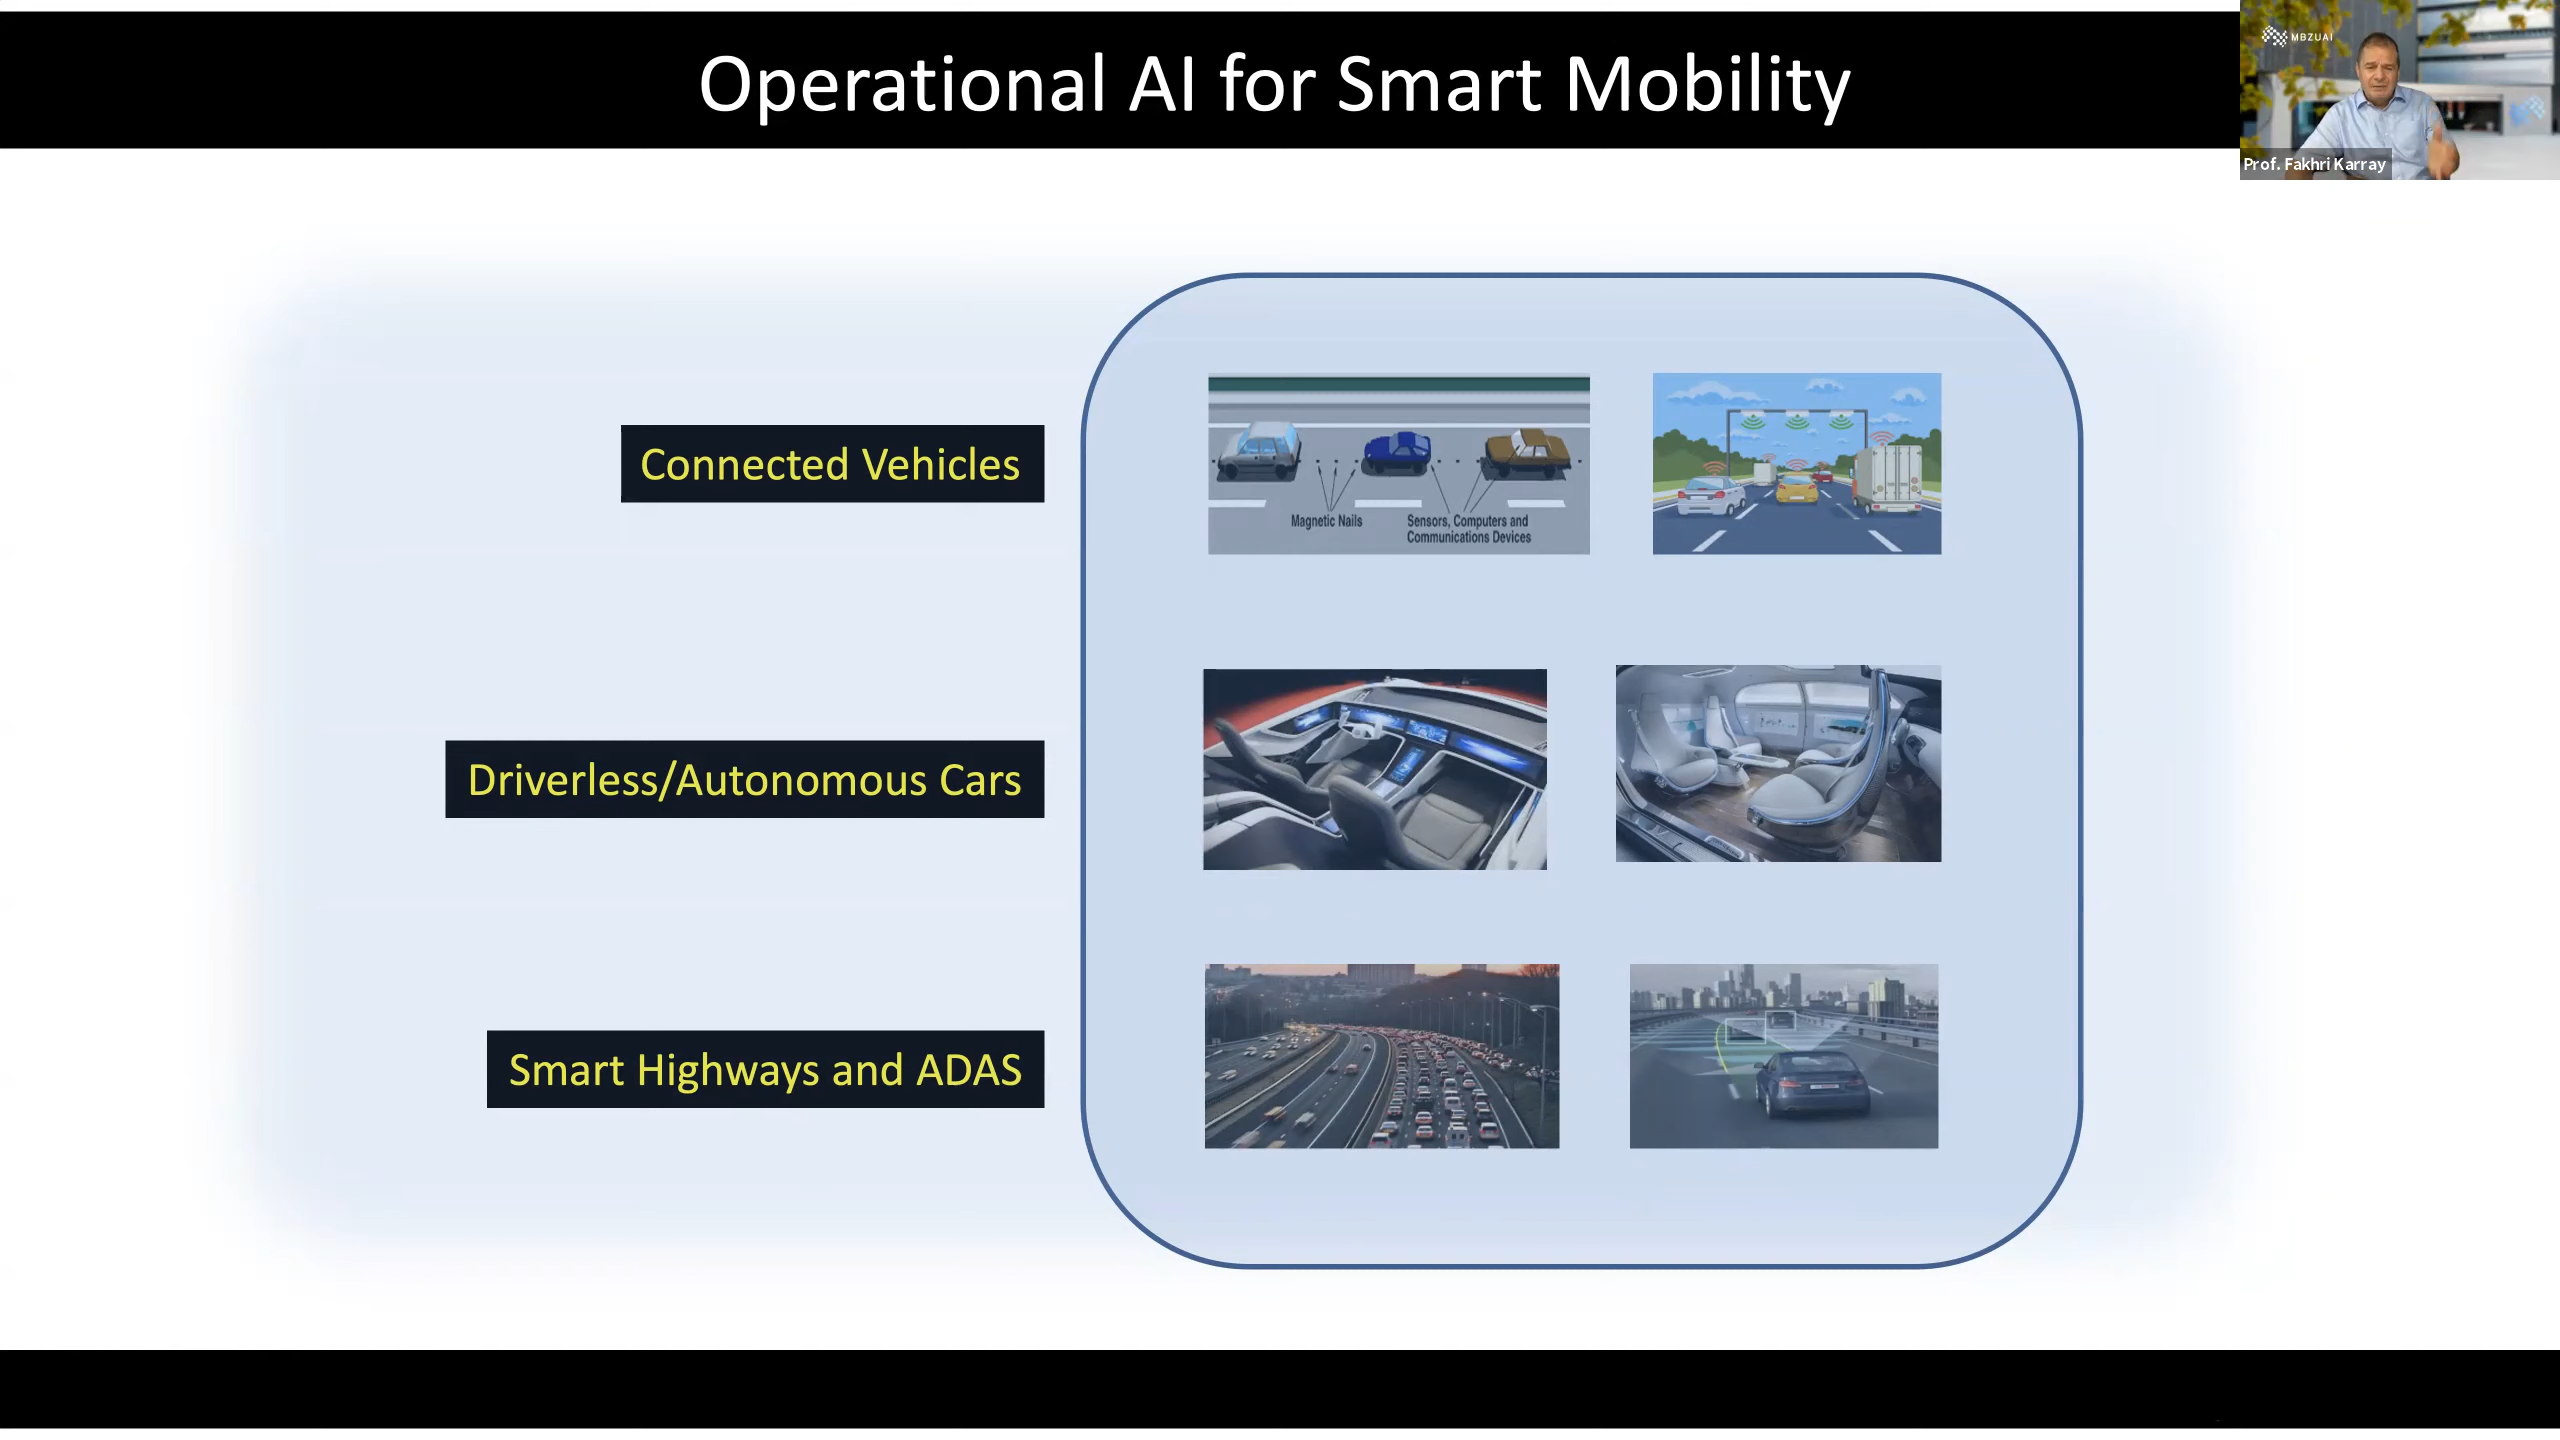 Operational AI for Smart Mobility
MBZUAI
Prof. Fakhri Karray
Connected Vehicles
Magnetic Nails
Sensors, Computers and
Communications Devices
Driverless/Autonomous Cars
Smart Highways and ADAS